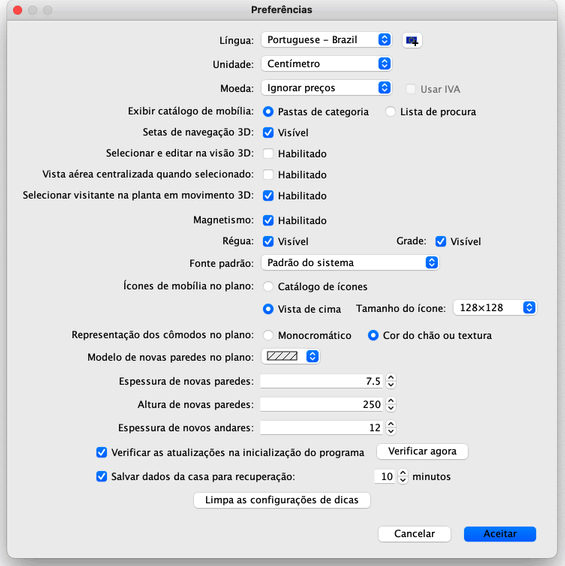 Preferências
Língua: Portuguese – Brazil
Unidade: Centímetro
Moeda: Ignorar preços Usar IVA
Exibir catálogo de mobília: Pastas de categoria Lista de procura
Setas de navegação 3D: Visível
Selecionar e editar na visão 3D: Habilitado
Vista aérea centralizada quando selecionado: Habilitado
Selecionar visitante na planta em movimento 3D: Habilitado
Magnetismo: Habilitado
Régua: Visível Grade: Visível
Fonte padrão: Padrão do sistema
Ícones de mobília no plano: Catálogo de ícones
Vista de cima Tamanho do ícone: 128×128
Representação dos cômodos no plano: Monocromático Cor do chão ou textura
Modelo de novas paredes no plano:
Espessura de novas paredes: 7.5
Altura de novas paredes: 250
Espessura de novos andares: 12
Verificar as atualizações na inicialização do programa Verificar agora
Salvar dados da casa para recuperação: 10 minutos
Limpa as configurações de dicas
Cancelar Aceitar